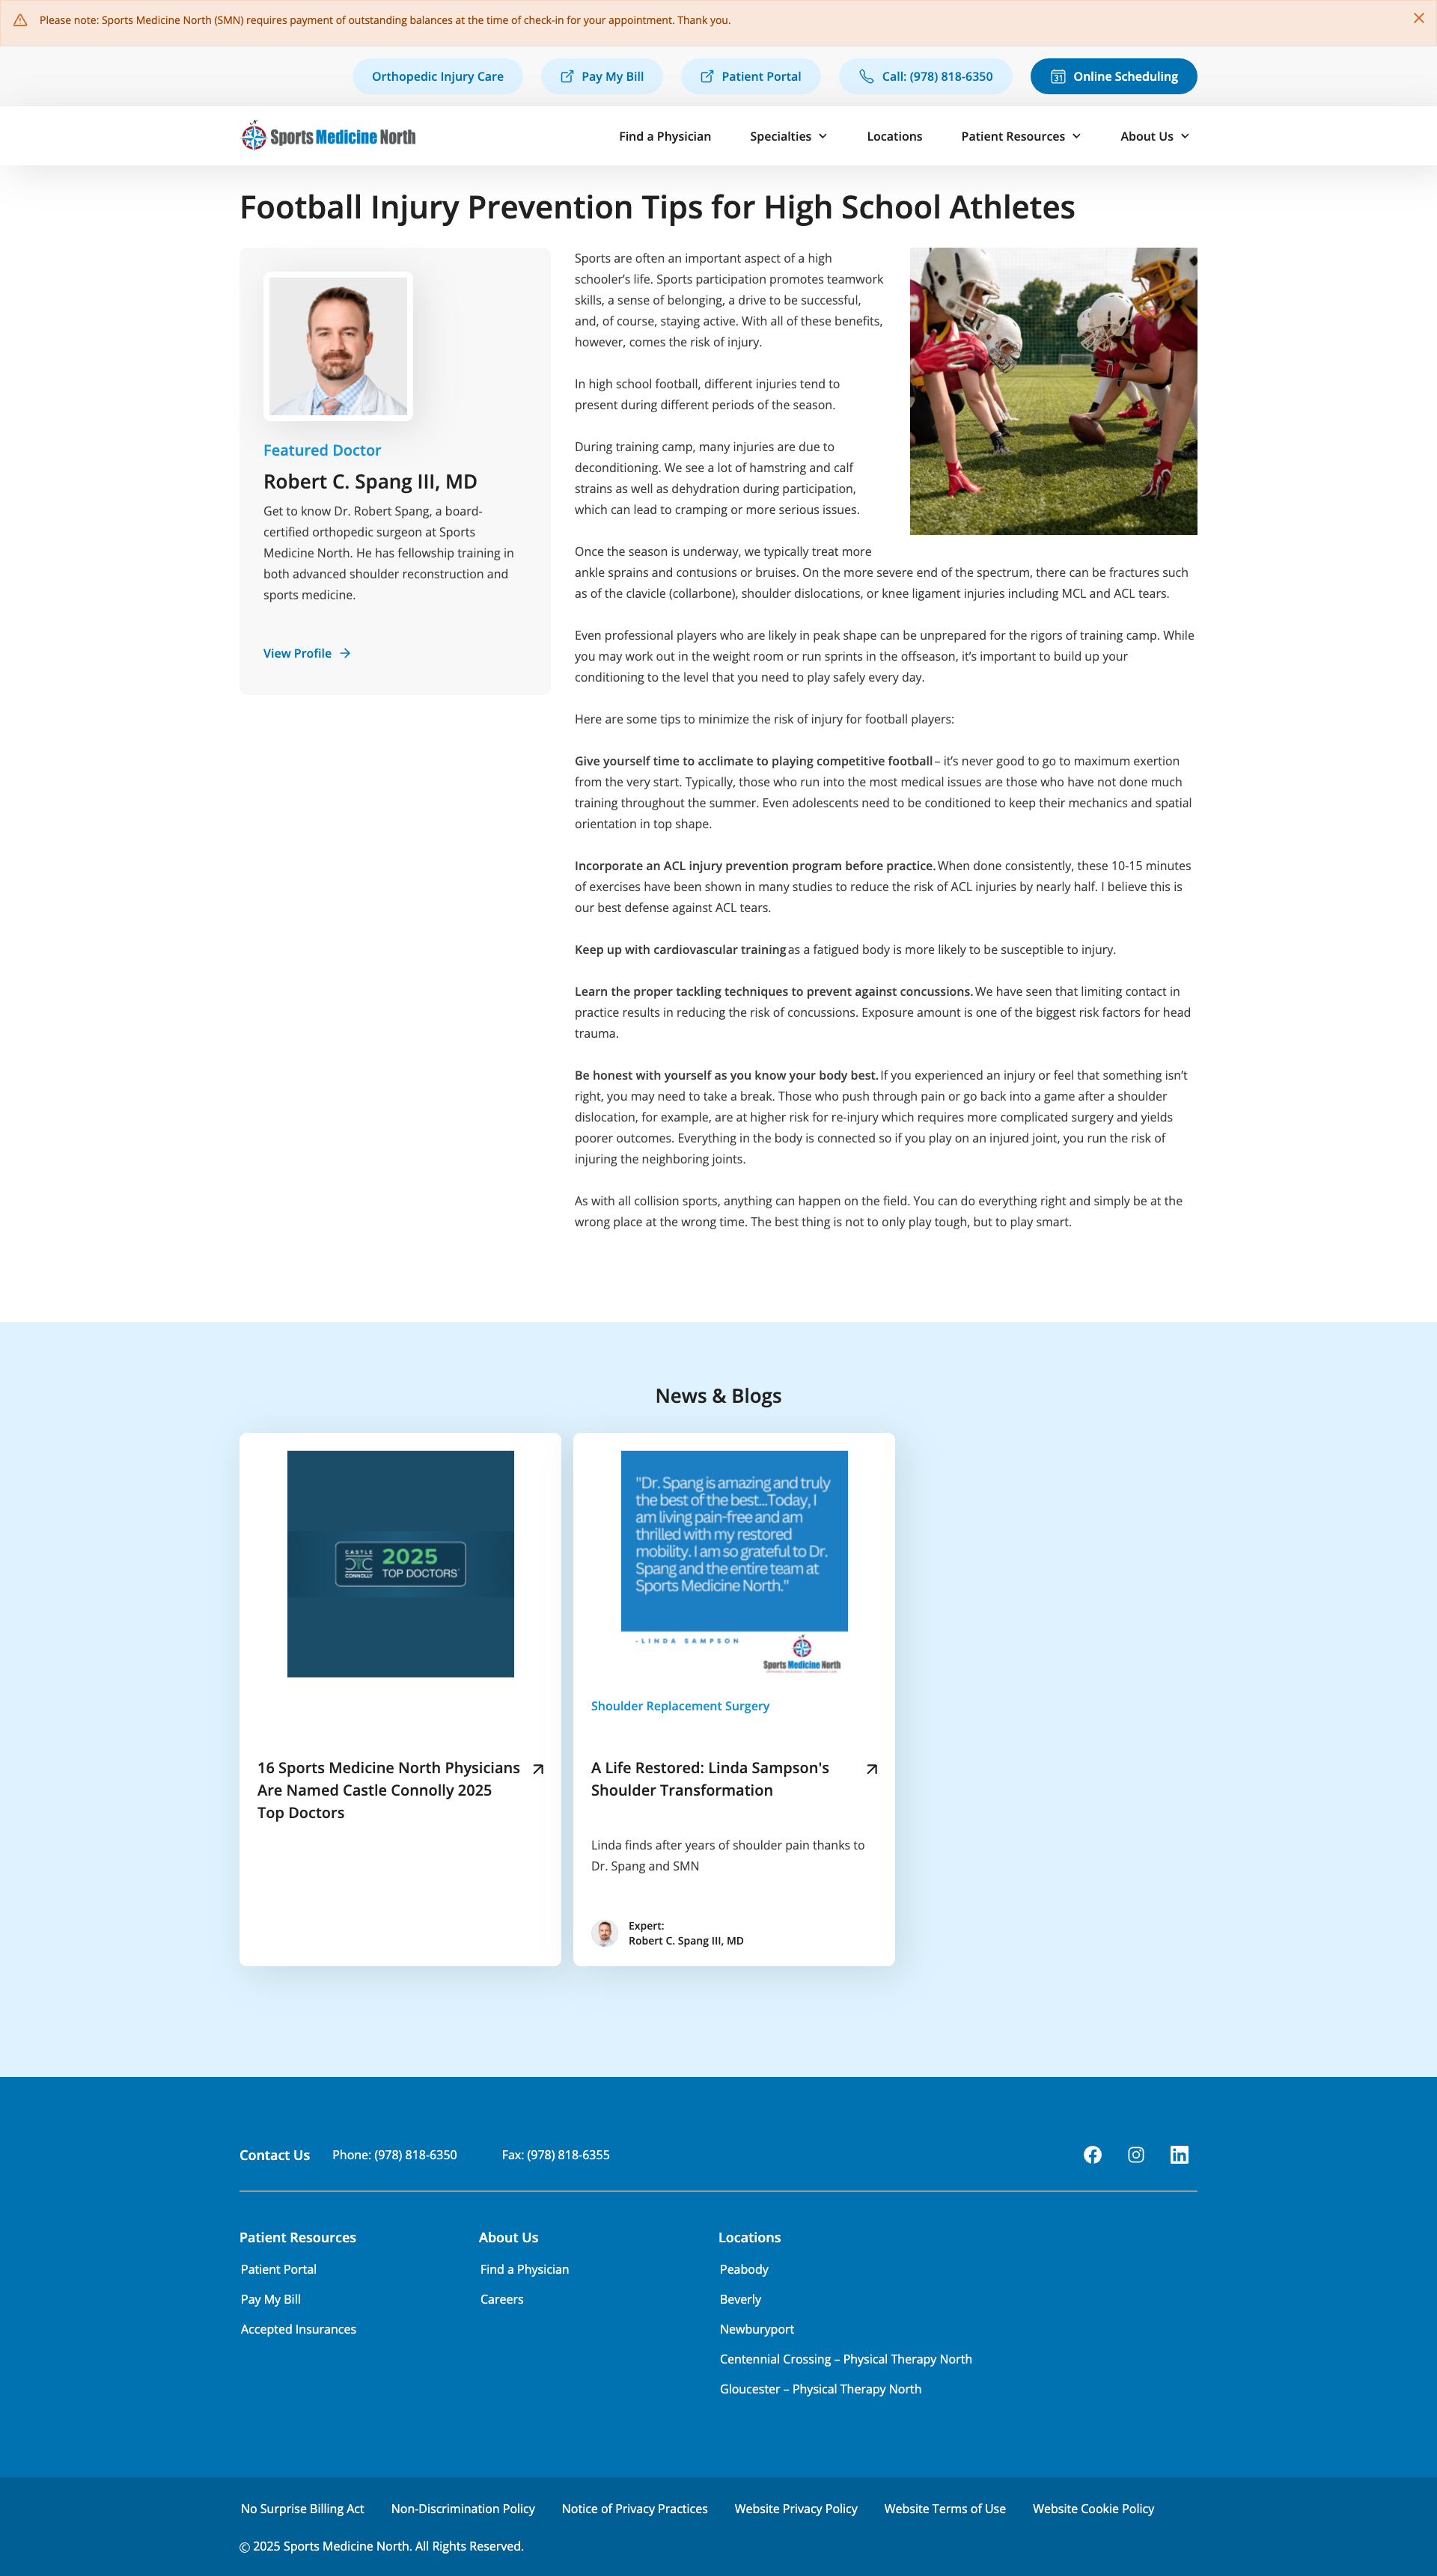 Please note: Sports Medicine North (SMN) requires payment of outstanding balances at the time of check-in for your appointment. Thank you.
Orthopedic Injury Care
Pay My Bill
Patient Portal
Call: (978) 818-6350
31
Online Scheduling
Sports Medicine North
Find a Physician
Specialties
Locations
Patient Resources
About Us
Football Injury Prevention Tips for High School Athletes
Featured Doctor
Robert C. Spang III, MD
Get to know Dr. Robert Spang, a board-
certified orthopedic surgeon at Sports
Medicine North. He has fellowship training in
both advanced shoulder reconstruction and
sports medicine.
View Profile
Sports are often an important aspect of a high
schooler’s life. Sports participation promotes teamwork
skills, a sense of belonging, a drive to be successful,
and, of course, staying active. With all of these benefits,
however, comes the risk of injury.
In high school football, different injuries tend to
present during different periods of the season.
During training camp, many injuries are due to
deconditioning. We see a lot of hamstring and calf
strains as well as dehydration during participation,
which can lead to cramping or more serious issues.
Once the season is underway, we typically treat more
ankle sprains and contusions or bruises. On the more severe end of the spectrum, there can be fractures such
as of the clavicle (collarbone), shoulder dislocations, or knee ligament injuries including MCL and ACL tears.
Even professional players who are likely in peak shape can be unprepared for the rigors of training camp. While
you may work out in the weight room or run sprints in the offseason, it’s important to build up your
conditioning to the level that you need to play safely every day.
Here are some tips to minimize the risk of injury for football players:
Give yourself time to acclimate to playing competitive football – it’s never good to go to maximum exertion
from the very start. Typically, those who run into the most medical issues are those who have not done much
training throughout the summer. Even adolescents need to be conditioned to keep their mechanics and spatial
orientation in top shape.
Incorporate an ACL injury prevention program before practice. When done consistently, these 10-15 minutes
of exercises have been shown in many studies to reduce the risk of ACL injuries by nearly half. I believe this is
our best defense against ACL tears.
Keep up with cardiovascular training as a fatigued body is more likely to be susceptible to injury.
Learn the proper tackling techniques to prevent against concussions. We have seen that limiting contact in
practice results in reducing the risk of concussions. Exposure amount is one of the biggest risk factors for head
trauma.
Be honest with yourself as you know your body best. If you experienced an injury or feel that something isn’t
right, you may need to take a break. Those who push through pain or go back into a game after a shoulder
dislocation, for example, are at higher risk for re-injury which requires more complicated surgery and yields
poorer outcomes. Everything in the body is connected so if you play on an injured joint, you run the risk of
injuring the neighboring joints.
As with all collision sports, anything can happen on the field. You can do everything right and simply be at the
wrong place at the wrong time. The best thing is not to only play tough, but to play smart.
News & Blogs
CASTLE
CONNOLLY
2025
TOP DOCTORS
16 Sports Medicine North Physicians
Are Named Castle Connolly 2025
Top Doctors
"Dr. Spang is amazing and truly
the best of the best...Today, I
am living pain-free and am
thrilled with my restored
mobility. I am so grateful to Dr.
Spang and the entire team at
Sports Medicine North."
-LINDA SAMPSON
Sports Medicine North
Shoulder Replacement Surgery
A Life Restored: Linda Sampson's
Shoulder Transformation
Linda finds after years of shoulder pain thanks to
Dr. Spang and SMN
Expert:
Robert C. Spang III, MD
Contact Us
Phone: (978) 818-6350
Fax: (978) 818-6355
Patient Resources
Patient Portal
Pay My Bill
Accepted Insurances
About Us
Find a Physician
Careers
Locations
Peabody
Beverly
Newburyport
Centennial Crossing – Physical Therapy North
Gloucester – Physical Therapy North
No Surprise Billing Act
Non-Discrimination Policy
Notice of Privacy Practices
Website Privacy Policy
Website Terms of Use
Website Cookie Policy
© 2025 Sports Medicine North. All Rights Reserved.